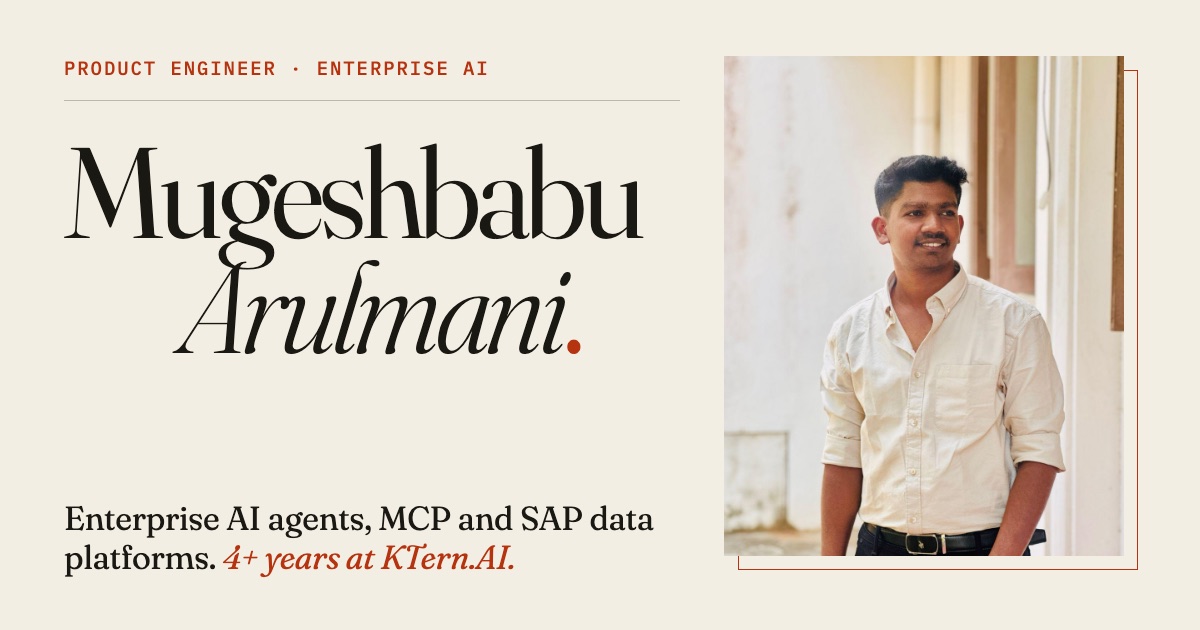 PRODUCT ENGINEER · ENTERPRISE AI
Mugeshbabu
Arulmani.
Enterprise AI agents, MCP and SAP data
platforms. 4+ years at KTern.AI.